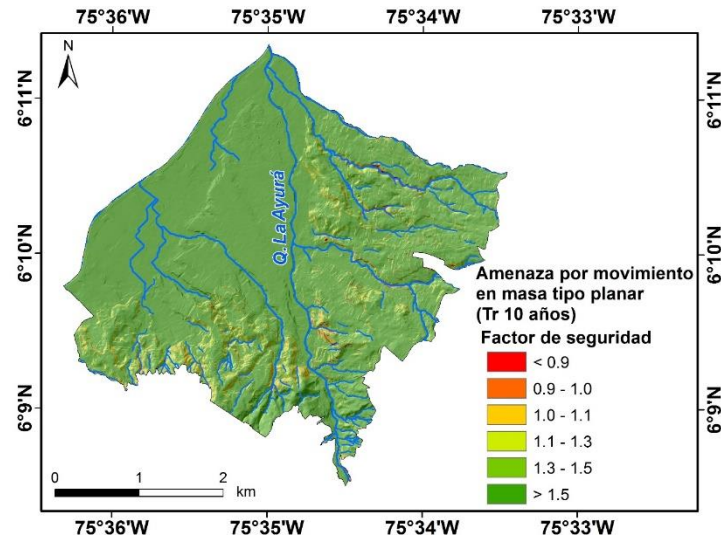 75°36'W 75°35'W 75°34'W 75°33'W
N
6°11'N 6°11'N
Q. La Ayurá
6°10'N 6°10'N
Amenaza por movimiento
en masa tipo planar
(Tr 10 años)
Factor de seguridad
< 0.9
0.9 - 1.0
1.0 - 1.1
1.1 - 1.3
1.3 - 1.5
> 1.5
6°9'N 6°9'N
0 1 2
km
75°36'W 75°35'W 75°34'W 75°33'W